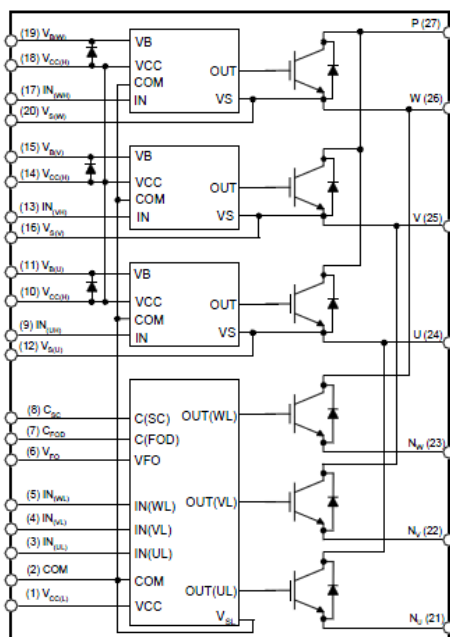 (19) VB(W)
(18) VCC(H)
(17) IN(WH)
(20) VS(W)
VB
VCC
COM
IN
OUT
VS
P (27)
W (26)
(15) VB(V)
(14) VCC(H)
(13) IN(VH)
(16) VS(V)
VB
VCC
COM
IN
OUT
VS
V (25)
(11) VB(U)
(10) VCC(H)
(9) IN(UH)
(12) VS(U)
VB
VCC
COM
IN
OUT
VS
U (24)
(8) CSC
(7) CFOD
(6) VFO
(5) IN(WL)
(4) IN(VL)
(3) IN(UL)
(2) COM
(1) VCC(L)
C(SC)
C(FOD)
VFO
IN(WL)
IN(VL)
IN(UL)
COM
VCC
OUT(WL)
OUT(VL)
OUT(UL)
VSL
NW (23)
NV (22)
NU (21)